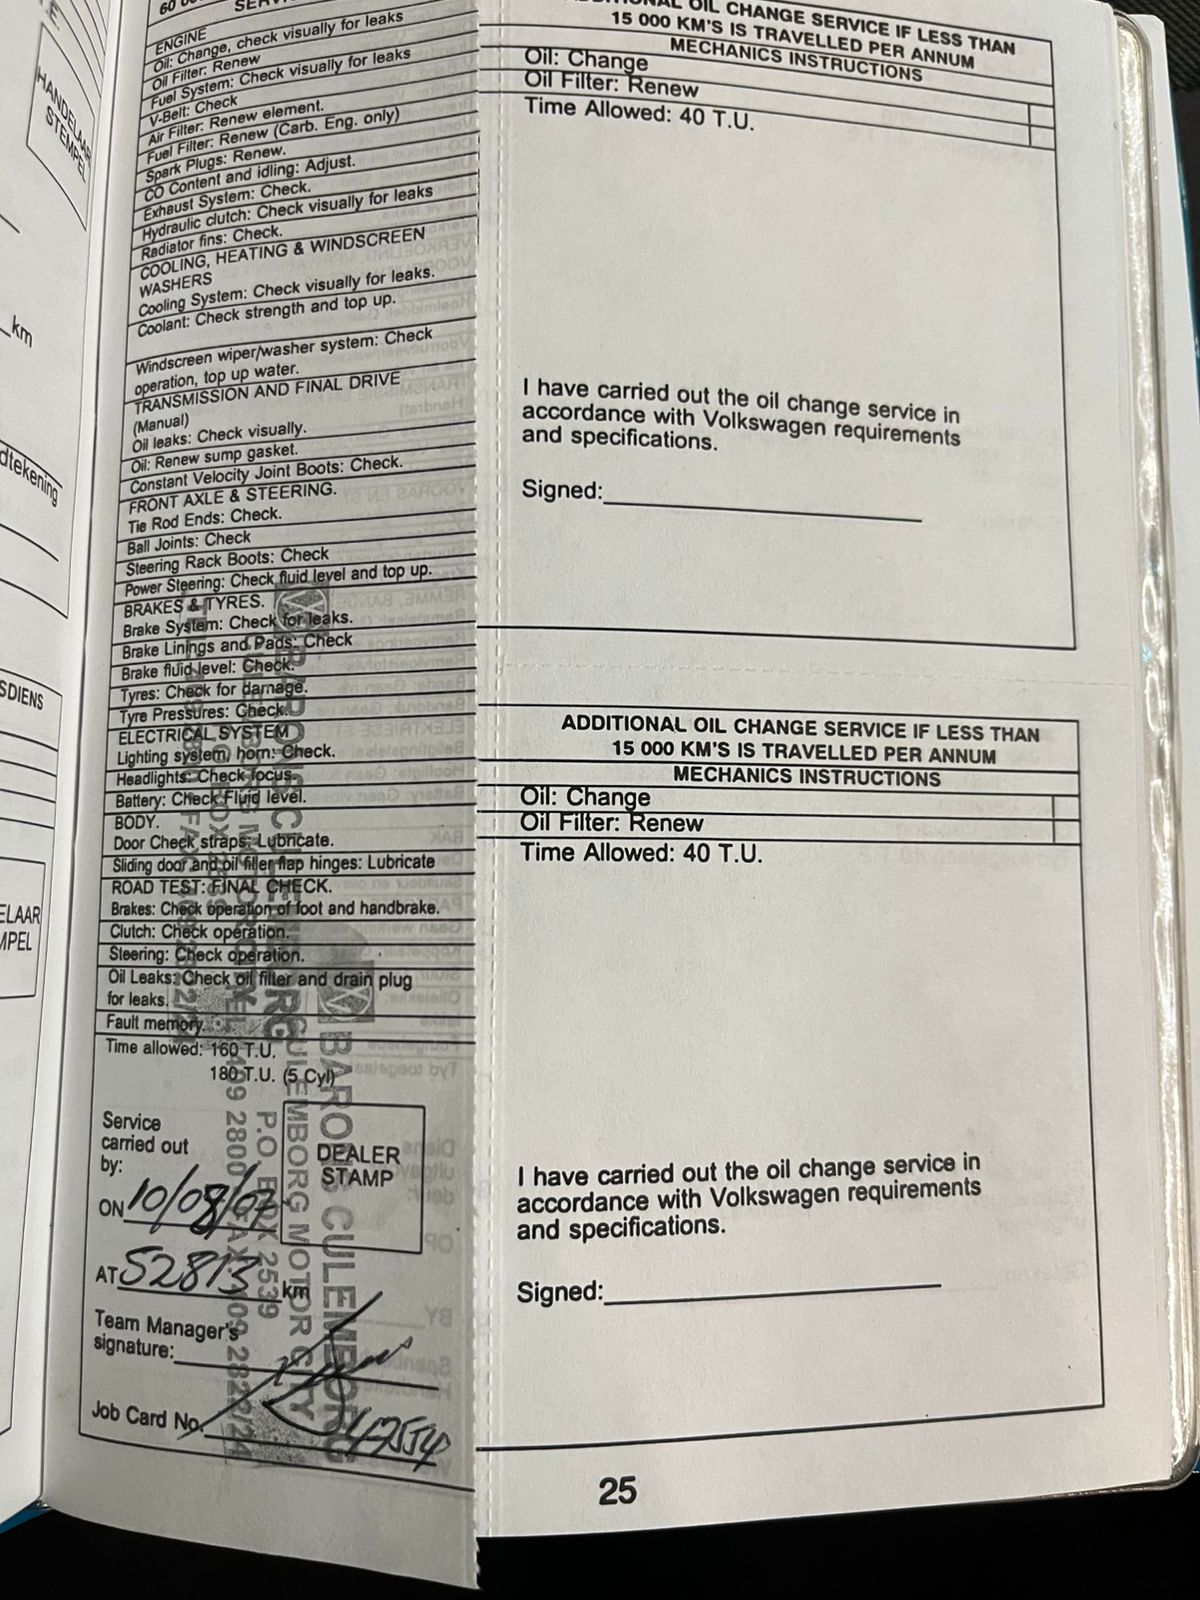 HANDELAAR
STEMPEL
km
dtekening
SDIENS
ELAAR
MPEL
ENGINE
Oil: Change, check visually for leaks
Oil Filter: Renew
Fuel System: Check visually for leaks
V-Belt: Check
Air Filter: Renew element.
Fuel Filter: Renew (Carb. Eng. only)
Spark Plugs: Renew.
CO Content and idling: Adjust.
Exhaust System: Check.
Hydraulic clutch: Check visually for leaks
Radiator fins: Check.
COOLING, HEATING & WINDSCREEN
WASHERS
Cooling System: Check visually for leaks.
Coolant: Check strength and top up.
Windscreen wiper/washer system: Check
operation, top up water.
TRANSMISSION AND FINAL DRIVE
(Manual)
Oil leaks: Check visually.
Oil: Renew sump gasket.
Constant Velocity Joint Boots: Check.
FRONT AXLE & STEERING.
Tie Rod Ends: Check.
Ball Joints: Check
Steering Rack Boots: Check
Power Steering: Check fluid level and top up.
BRAKES & TYRES.
Brake System: Check for leaks.
Brake Linings and Pads: Check
Brake fluid level: Check.
Tyres: Check for damage.
Tyre Pressures: Check.
ELECTRICAL SYSTEM
Lighting system, horn: Check.
Headlights: Check focus.
Battery: Check Fluid level.
BODY.
Door Check straps: Lubricate.
Sliding door and oil filler flap hinges: Lubricate
ROAD TEST: FINAL CHECK.
Brakes: Check operation of foot and handbrake.
Clutch: Check operation.
Steering: Check operation.
Oil Leaks: Check oil filter and drain plug
for leaks.
Fault memory.
Time allowed: 160 T.U.
180 T.U. (5 Cyl)
Service
carried out
by:
DEALER
STAMP
ON 10/08/07
AT 52813 km
Team Manager's
signature:
Job Card No.
BARONS CULEMBORG
CULEMBORG MOTOR CITY
P.O. BOX 2539
ADDITIONAL OIL CHANGE SERVICE IF LESS THAN
15 000 KM'S IS TRAVELLED PER ANNUM
MECHANICS INSTRUCTIONS
Oil: Change
Oil Filter: Renew
Time Allowed: 40 T.U.
I have carried out the oil change service in
accordance with Volkswagen requirements
and specifications.
Signed:
ADDITIONAL OIL CHANGE SERVICE IF LESS THAN
15 000 KM'S IS TRAVELLED PER ANNUM
MECHANICS INSTRUCTIONS
Oil: Change
Oil Filter: Renew
Time Allowed: 40 T.U.
I have carried out the oil change service in
accordance with Volkswagen requirements
and specifications.
Signed:
25